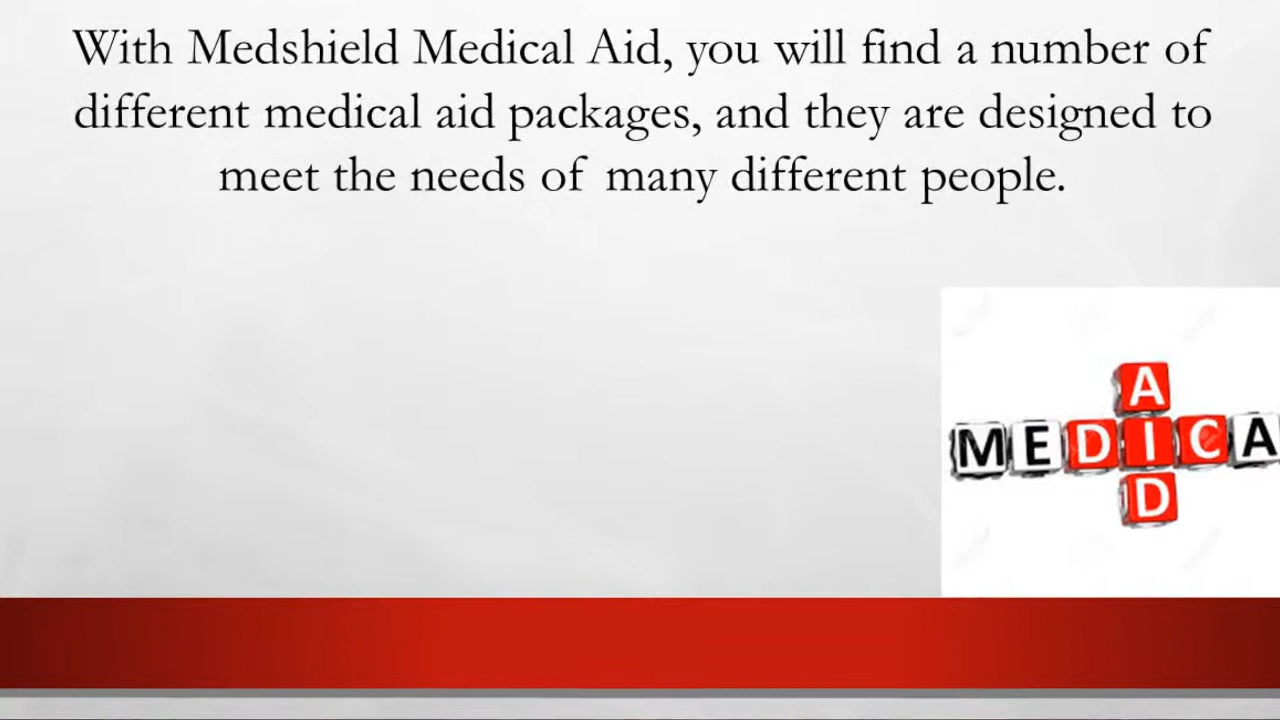 With Medshield Medical Aid, you will find a number of
different medical aid packages, and they are designed to
meet the needs of many different people.
A
MEDICA
D